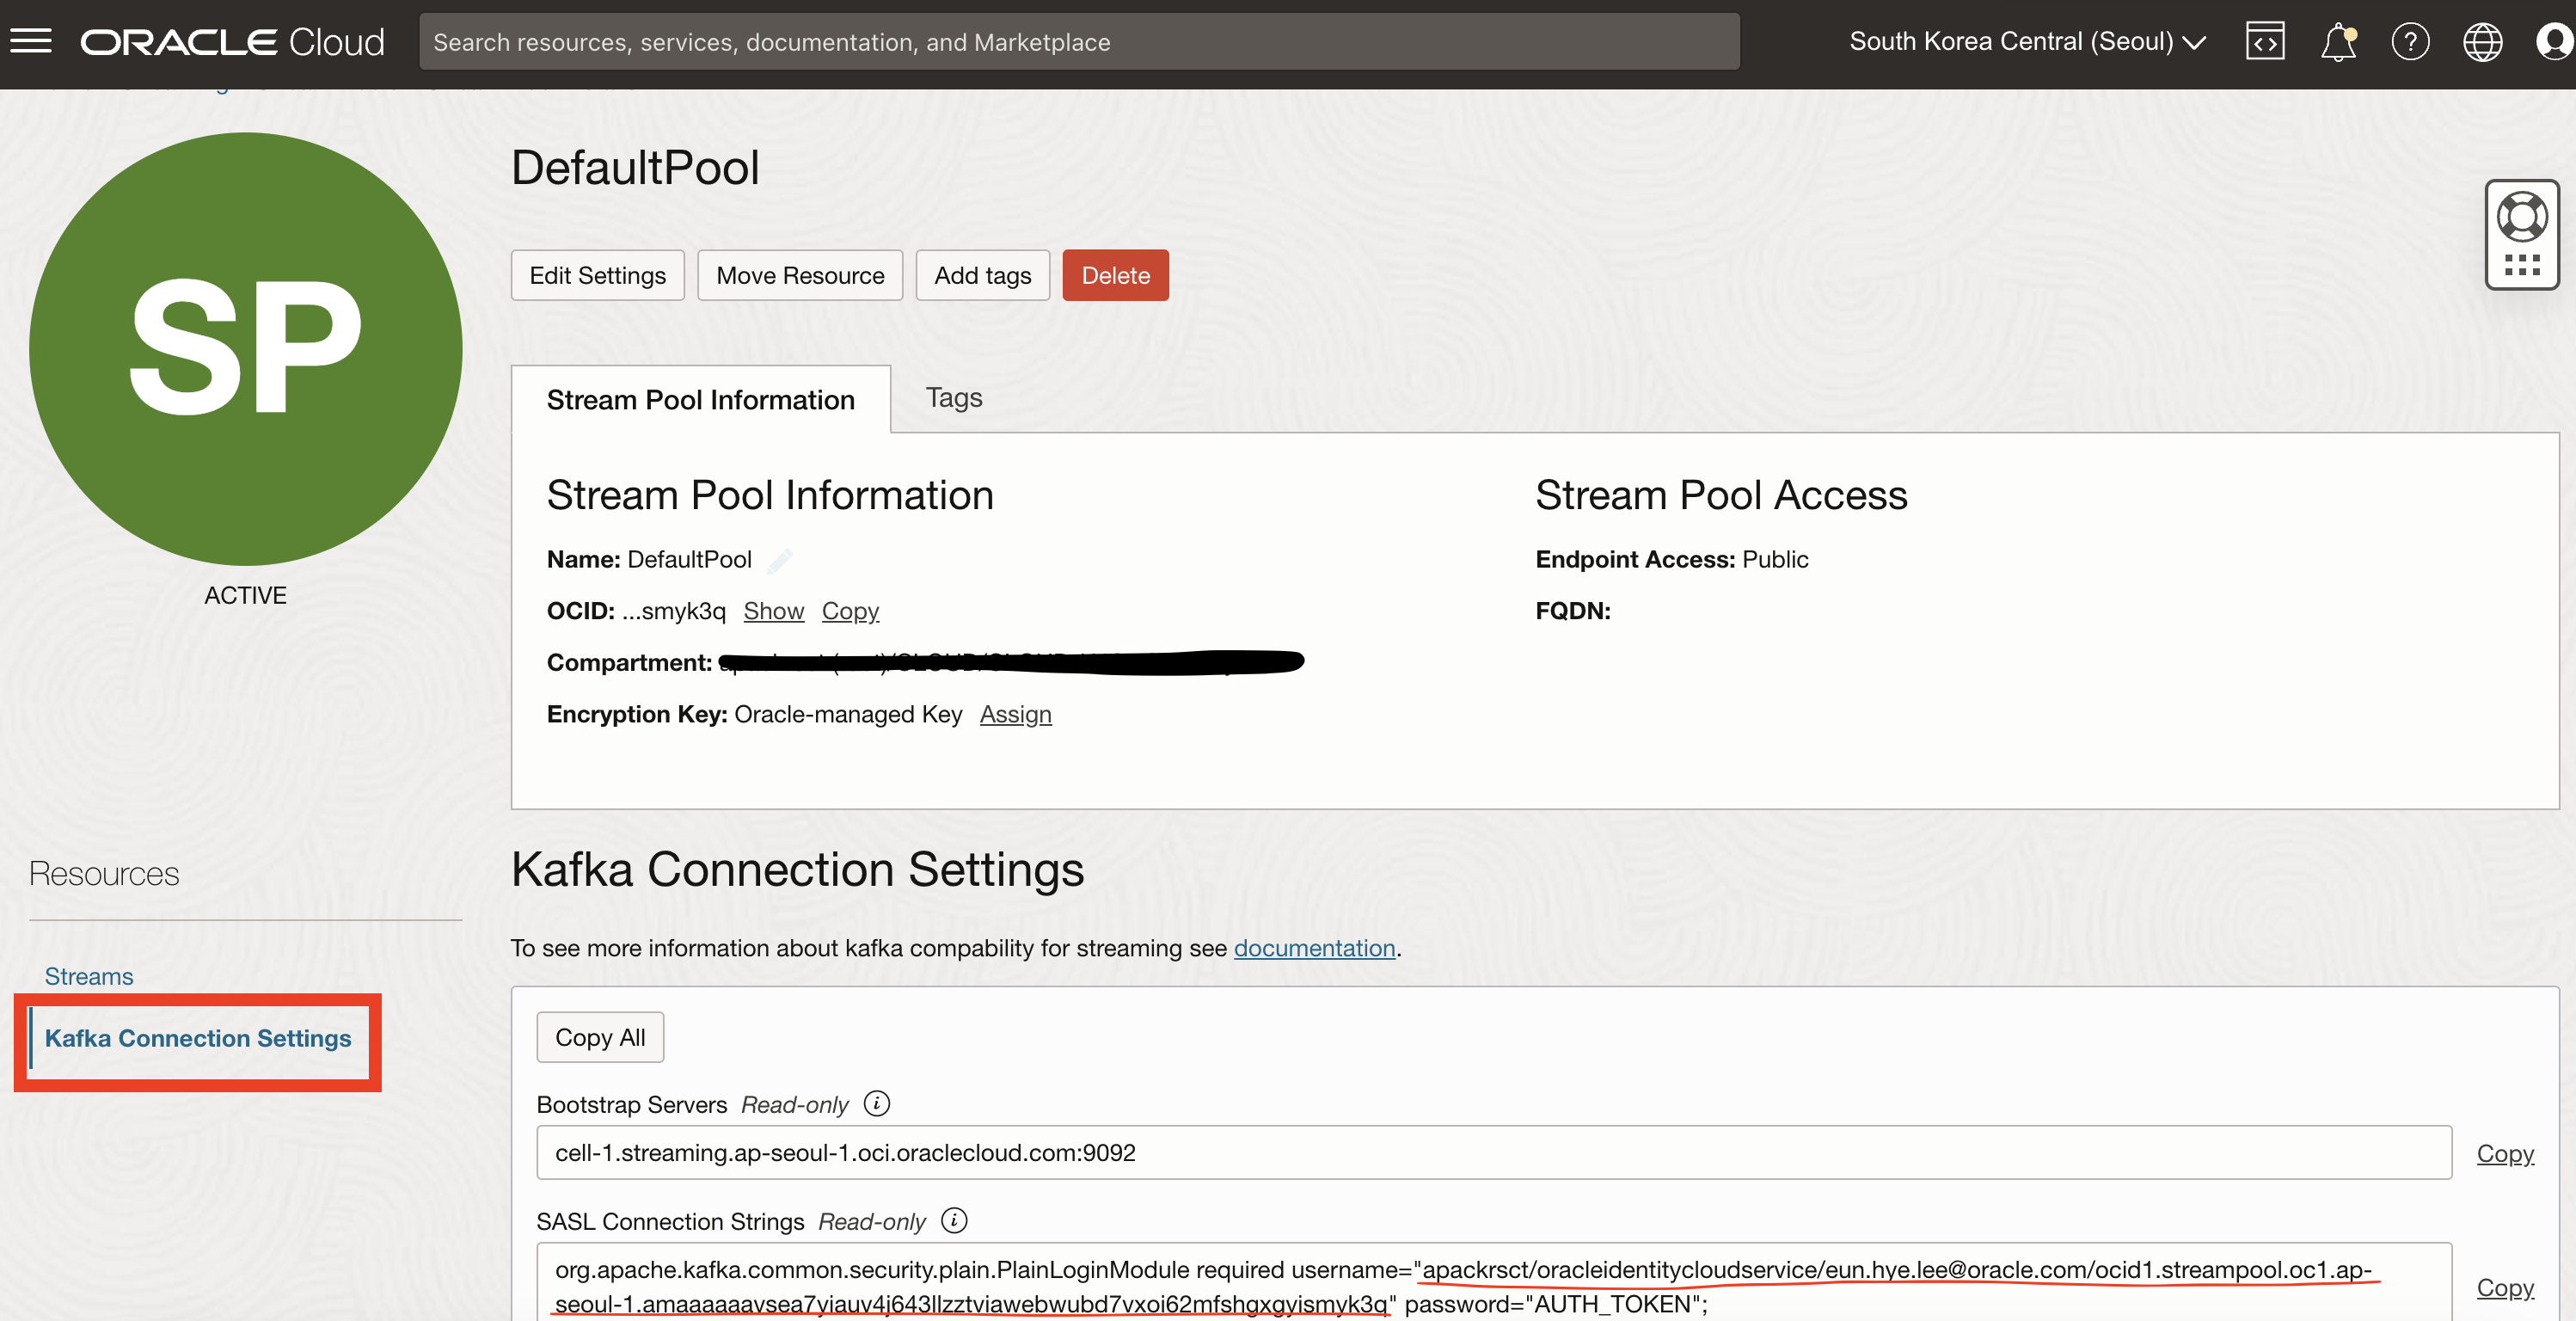 ORACLE Cloud
Search resources, services, documentation, and Marketplace
South Korea Central (Seoul)
SP
ACTIVE
DefaultPool
Edit Settings
Move Resource
Add tags
Delete
Stream Pool Information
Tags
Stream Pool Information
Name: DefaultPool
OCID: ...smyk3q Show Copy
Compartment:
Encryption Key: Oracle-managed Key Assign
Stream Pool Access
Endpoint Access: Public
FQDN:
Resources
Streams
Kafka Connection Settings
Kafka Connection Settings
To see more information about kafka compability for streaming see documentation.
Copy All
Bootstrap Servers Read-only
cell-1.streaming.ap-seoul-1.oci.oraclecloud.com:9092
Copy
SASL Connection Strings Read-only
org.apache.kafka.common.security.plain.PlainLoginModule required username="apackrsct/oracleidentitycloudservice/eun.hye.lee@oracle.com/ocid1.streampool.oc1.ap-
seoul-1.amaaaaaavsea7yiauv4j643llzztviawebwubd7vxoi62mfshgxgyismyk3q" password="AUTH_TOKEN";
Copy